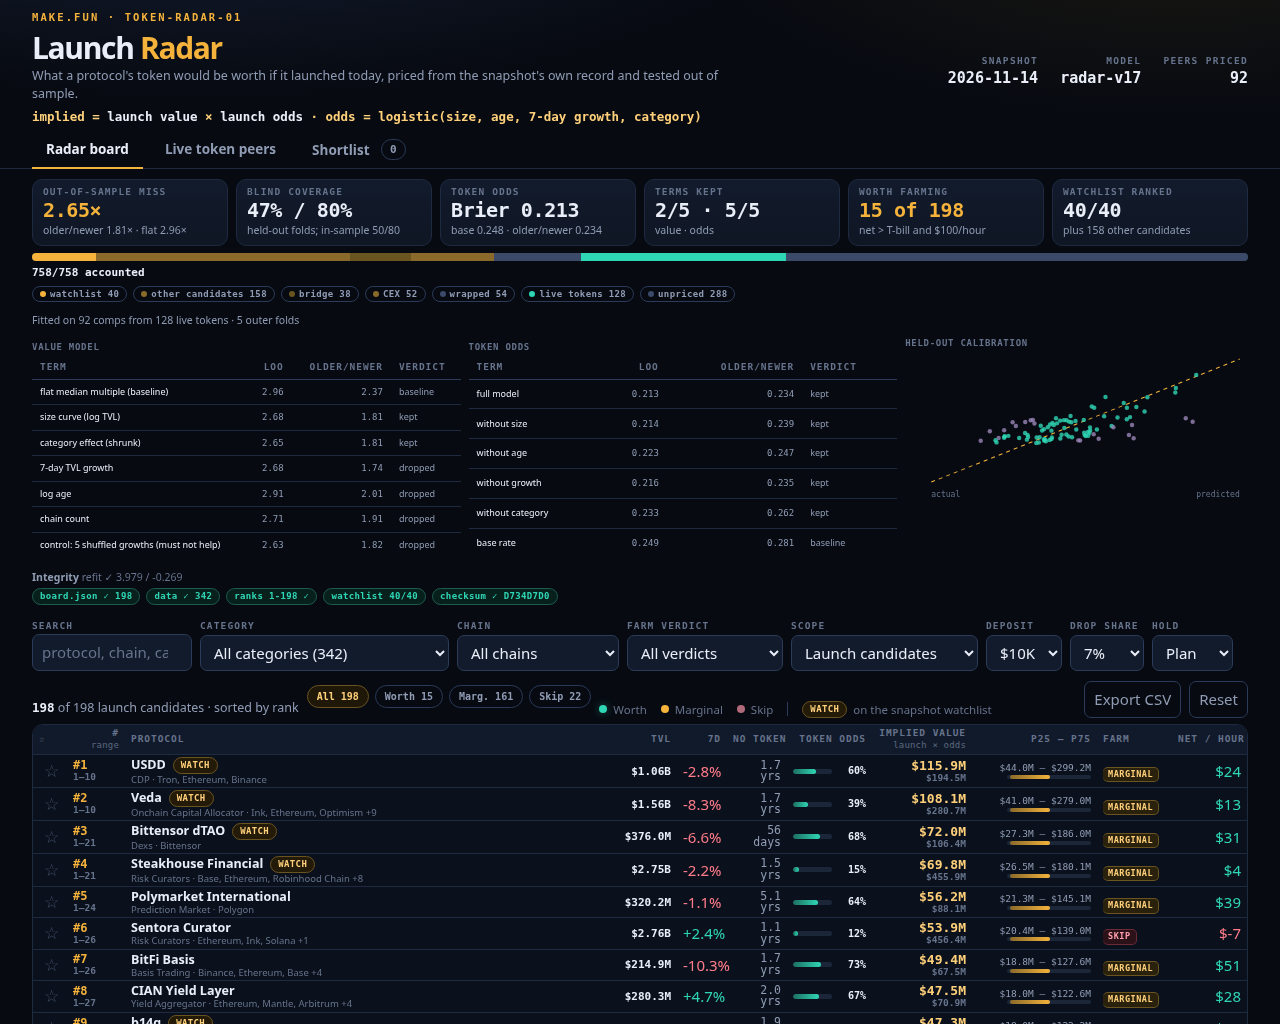 MAKE.FUN · TOKEN-RADAR-01
Launch Radar
What a protocol's token would be worth if it launched today, priced from the snapshot's own record and tested out of
sample.
implied = launch value × launch odds · odds = logistic(size, age, 7-day growth, category)
SNAPSHOT
2026-11-14
MODEL
radar-v17
PEERS PRICED
92
Radar board
Live token peers
Shortlist 0
OUT-OF-SAMPLE MISS
2.65×
older/newer 1.81× · flat 2.96×
BLIND COVERAGE
47% / 80%
held-out folds; in-sample 50/80
TOKEN ODDS
Brier 0.213
base 0.248 · older/newer 0.234
TERMS KEPT
2/5 · 5/5
value · odds
WORTH FARMING
15 of 198
net > T-bill and $100/hour
WATCHLIST RANKED
40/40
plus 158 other candidates
758/758 accounted
watchlist 40 other candidates 158 bridge 38 CEX 52 wrapped 54 live tokens 128 unpriced 288
Fitted on 92 comps from 128 live tokens · 5 outer folds
VALUE MODEL
TERM LOO OLDER/NEWER VERDICT
flat median multiple (baseline) 2.96 2.37 baseline
size curve (log TVL) 2.68 1.81 kept
category effect (shrunk) 2.65 1.81 kept
7-day TVL growth 2.68 1.74 dropped
log age 2.91 2.01 dropped
chain count 2.71 1.91 dropped
control: 5 shuffled growths (must not help) 2.63 1.82 dropped
TOKEN ODDS
TERM LOO OLDER/NEWER VERDICT
full model 0.213 0.234 kept
without size 0.214 0.239 kept
without age 0.223 0.247 kept
without growth 0.216 0.235 kept
without category 0.233 0.262 kept
base rate 0.249 0.281 baseline
HELD-OUT CALIBRATION
actual predicted
Integrity refit ✓ 3.979 / -0.269
board.json ✓ 198 data ✓ 342 ranks 1-198 ✓ watchlist 40/40 checksum ✓ D734D7D0
SEARCH
protocol, chain, ca
CATEGORY
All categories (342)
CHAIN
All chains
FARM VERDICT
All verdicts
SCOPE
Launch candidates
DEPOSIT
$10K
DROP SHARE
7%
HOLD
Plan
198 of 198 launch candidates · sorted by rank
All 198 Worth 15 Marg. 161 Skip 22
Worth Marginal Skip WATCH on the snapshot watchlist
Export CSV Reset
# range PROTOCOL TVL 7D NO TOKEN TOKEN ODDS IMPLIED VALUE launch × odds P25 — P75 FARM NET / HOUR
#1 USDD WATCH $1.06B -2.8% 1.7 yrs 60% $115.9M $44.0M — $299.2M MARGINAL $24
1–10 CDP · Tron, Ethereum, Binance $194.5M
#2 Veda WATCH $1.56B -8.3% 1.7 yrs 39% $108.1M $41.0M — $279.0M MARGINAL $13
1–10 Onchain Capital Allocator · Ink, Ethereum, Optimism +9 $280.7M
#3 Bittensor dTAO WATCH $376.0M -6.6% 56 days 68% $72.0M $27.3M — $186.0M MARGINAL $31
1–21 Dexs · Bittensor $106.4M
#4 Steakhouse Financial WATCH $2.75B -2.2% 1.5 yrs 15% $69.8M $26.5M — $180.1M MARGINAL $4
1–21 Risk Curators · Base, Ethereum, Robinhood Chain +8 $455.9M
#5 Polymarket International $320.2M -1.1% 5.1 yrs 64% $56.2M $21.3M — $145.1M MARGINAL $39
1–24 Prediction Market · Polygon $88.1M
#6 Sentora Curator $2.76B +2.4% 1.1 yrs 12% $53.9M $20.4M — $139.0M SKIP $-7
1–26 Risk Curators · Ethereum, Ink, Solana +1 $456.4M
#7 BitFi Basis $214.9M -10.3% 1.7 yrs 73% $49.4M $18.8M — $127.6M MARGINAL $51
1–26 Basis Trading · Binance, Ethereum, Base +4 $67.5M
#8 CIAN Yield Layer $280.3M +4.7% 2.0 yrs 67% $47.5M $18.0M — $122.6M MARGINAL $28
1–27 Yield Aggregator · Ethereum, Mantle, Arbitrum +4 $70.9M
#9 b14g WATCH 1.9 $47.3M